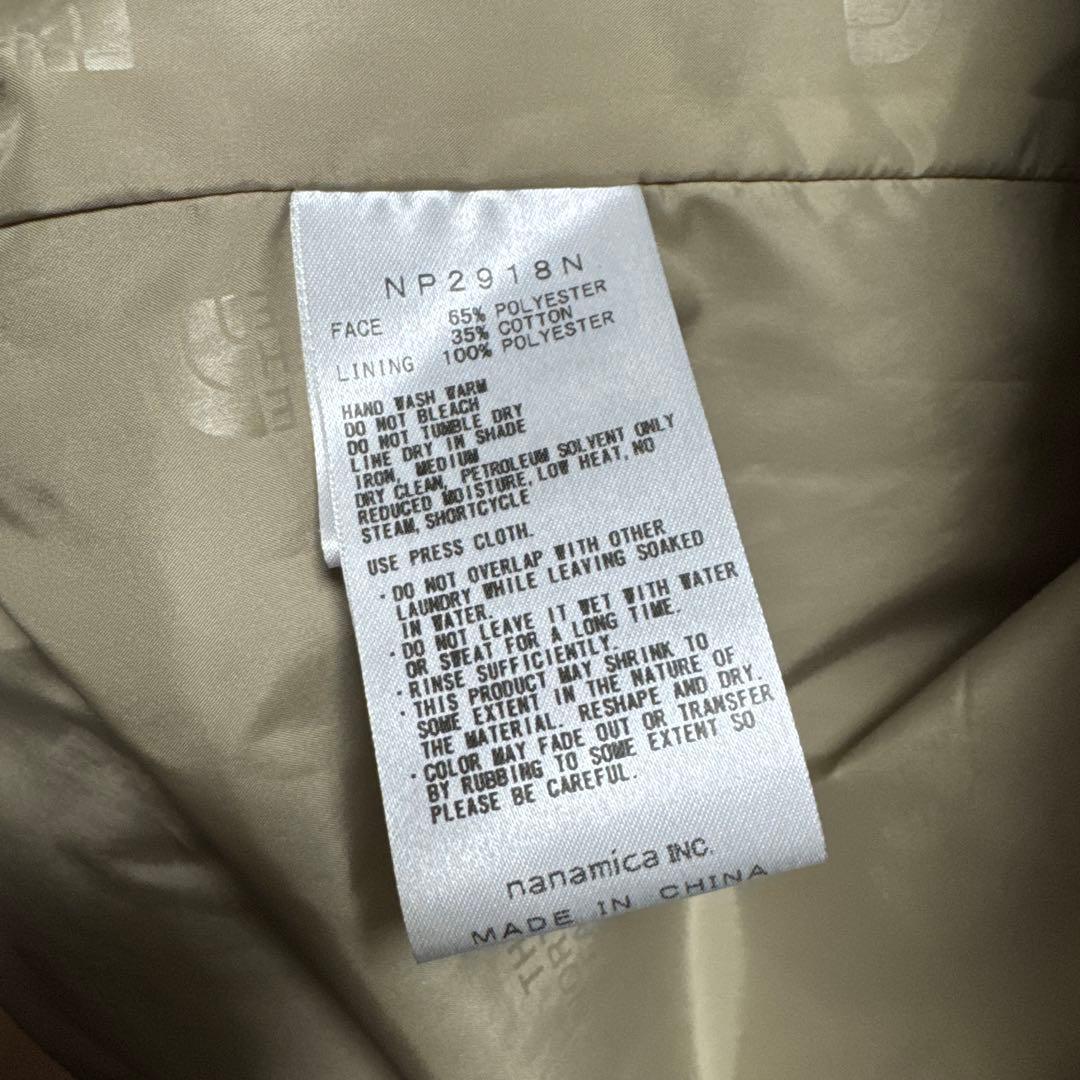 NP2918N
FACE 65% POLYESTER
35% COTTON
LINING 100% POLYESTER
HAND WASH WARM
DO NOT BLEACH
DO NOT TUMBLE DRY
LINE DRY IN SHADE
IRON, MEDIUM
DRY CLEAN, PETROLEUM SOLVENT ONLY
REDUCED MOISTURE, LOW HEAT, NO
STEAM, SHORTCYCLE
USE PRESS CLOTH.
・DO NOT OVERLAP WITH OTHER
LAUNDRY WHILE LEAVING SOAKED
IN WATER.
・DO NOT LEAVE IT WET WITH WATER
OR SWEAT FOR A LONG TIME.
・RINSE SUFFICIENTLY.
・THIS PRODUCT MAY SHRINK TO
SOME EXTENT IN THE NATURE OF
THE MATERIAL. RESHAPE AND DRY.
・COLOR MAY FADE OUT OR TRANSFER
BY RUBBING TO SOME EXTENT SO
PLEASE BE CAREFUL.
nanamica INC.
MADE IN CHINA